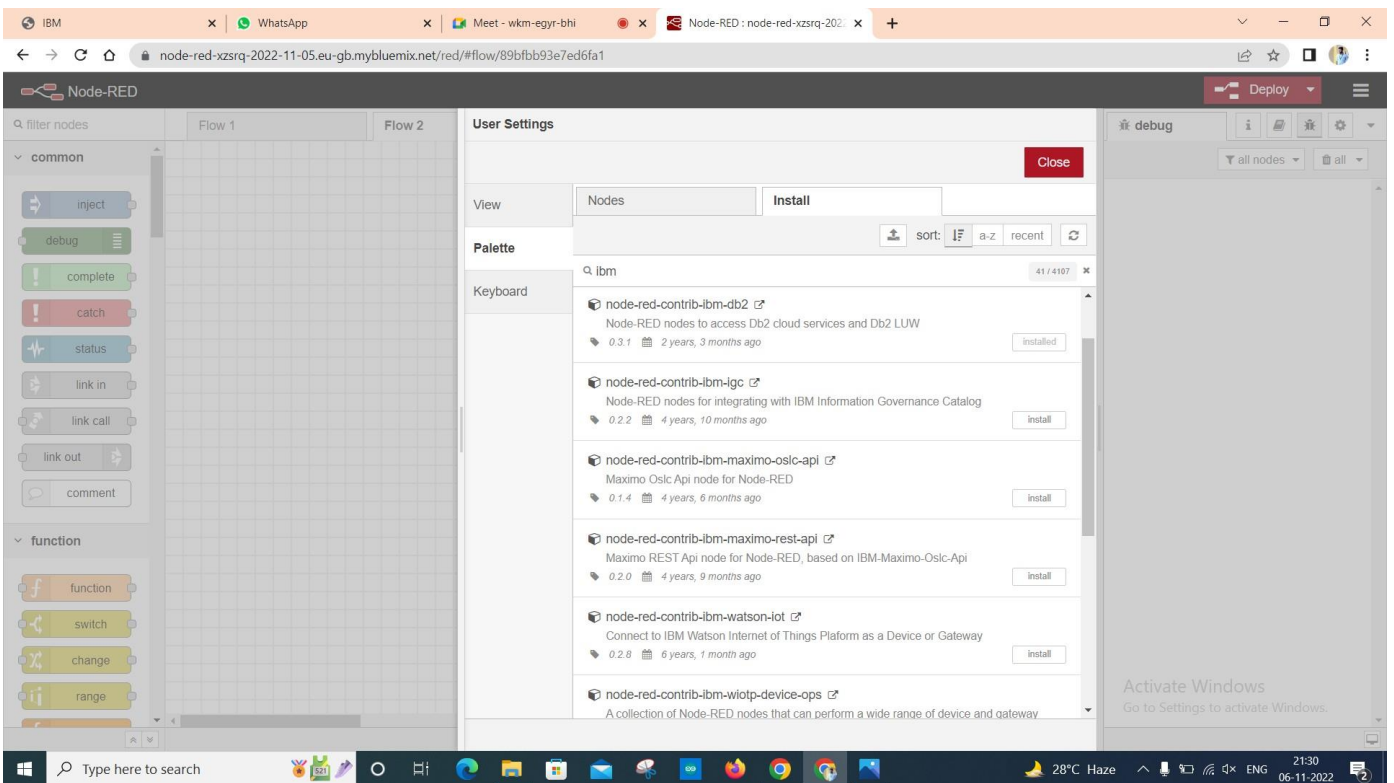 IBM
WhatsApp
Meet - wkm-egyr-bhi
Node-RED : node-red-xzsrq-202
node-red-xzsrq-2022-11-05.eu-gb.mybluemix.net/red/#flow/89bfbb93e7ed6fa1
Node-RED
Deploy
filter nodes
Flow 1
Flow 2
User Settings
debug
common
Close
all nodes
all
inject
debug
complete
catch
status
link in
link call
link out
comment
function
function
switch
change
range
View
Palette
Keyboard
Nodes
Install
sort: a-z recent
ibm
41 / 4107
node-red-contrib-ibm-db2
Node-RED nodes to access Db2 cloud services and Db2 LUW
0.3.1 2 years, 3 months ago
installed
node-red-contrib-ibm-igc
Node-RED nodes for integrating with IBM Information Governance Catalog
0.2.2 4 years, 10 months ago
install
node-red-contrib-ibm-maximo-oslc-api
Maximo Oslc Api node for Node-RED
0.1.4 4 years, 6 months ago
install
node-red-contrib-ibm-maximo-rest-api
Maximo REST Api node for Node-RED, based on IBM-Maximo-Oslc-Api
0.2.0 4 years, 9 months ago
install
node-red-contrib-ibm-watson-iot
Connect to IBM Watson Internet of Things Plaform as a Device or Gateway
0.2.8 6 years, 1 month ago
install
node-red-contrib-ibm-wiotp-device-ops
A collection of Node-RED nodes that can perform a wide range of device and gateway
Activate Windows
Go to Settings to activate Windows.
Type here to search
521
28°C Haze
ENG
21:30
06-11-2022
2